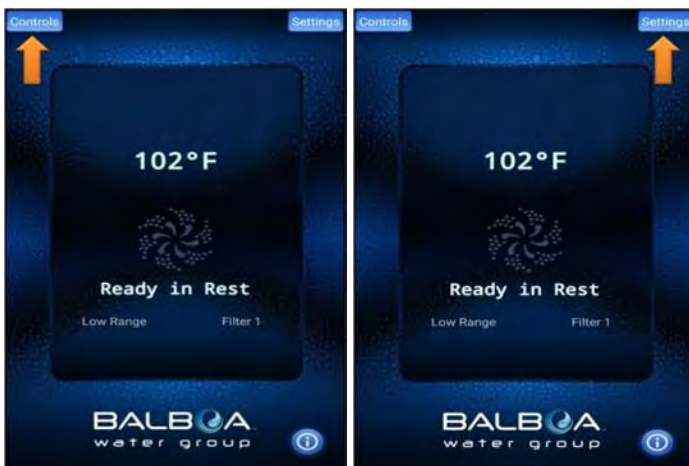 Controls Settings
102°F
Ready in Rest
Low Range Filter 1
BALBOA
water group
Controls Settings
102°F
Ready in Rest
Low Range Filter 1
BALBOA
water group